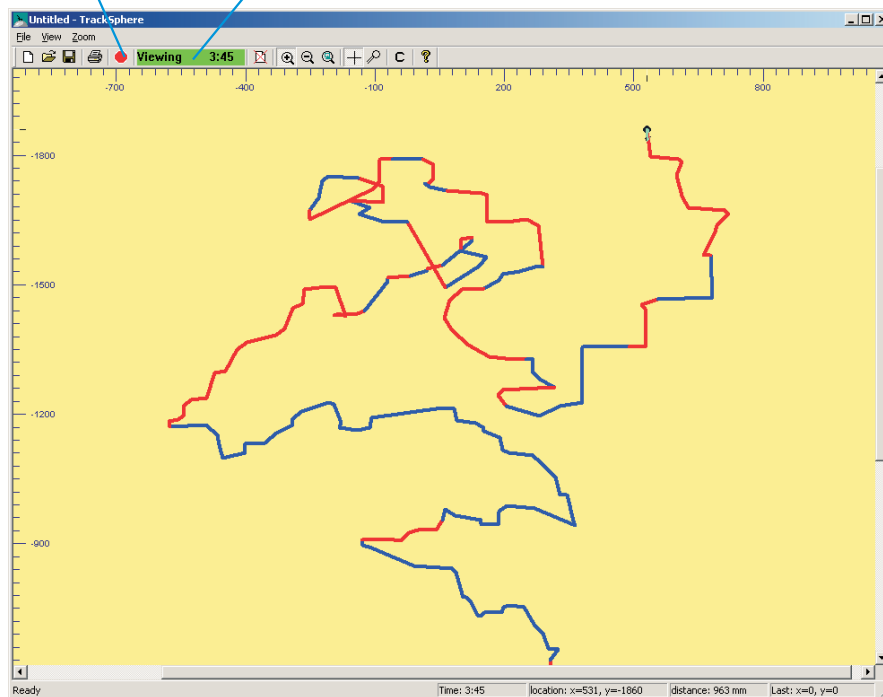 Untitled - TrackSphere
File View Zoom
Viewing 3:45 C ?
-700 -400 -100 200 500 800
-1800
-1500
-1200
-900
Ready Time: 3:45 location: x=531, y=-1860 distance: 963 mm Last: x=0, y=0